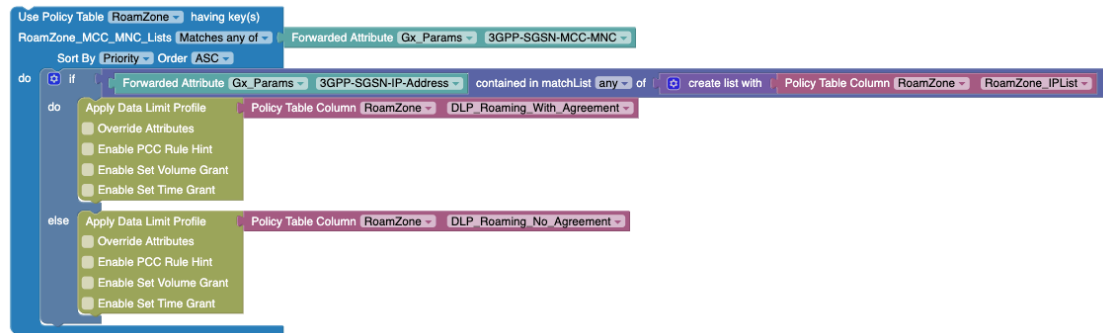 Use Policy Table RoamZone having key(s)
RoamZone_MCC_MNC_Lists Matches any of Forwarded Attribute Gx_Params 3GPP-SGSN-MCC-MNC
Sort By Priority Order ASC
do if Forwarded Attribute Gx_Params 3GPP-SGSN-IP-Address contained in matchList any of create list with Policy Table Column RoamZone RoamZone_IPList
do Apply Data Limit Profile Policy Table Column RoamZone DLP_Roaming_With_Agreement
Override Attributes
Enable PCC Rule Hint
Enable Set Volume Grant
Enable Set Time Grant
else Apply Data Limit Profile Policy Table Column RoamZone DLP_Roaming_No_Agreement
Override Attributes
Enable PCC Rule Hint
Enable Set Volume Grant
Enable Set Time Grant